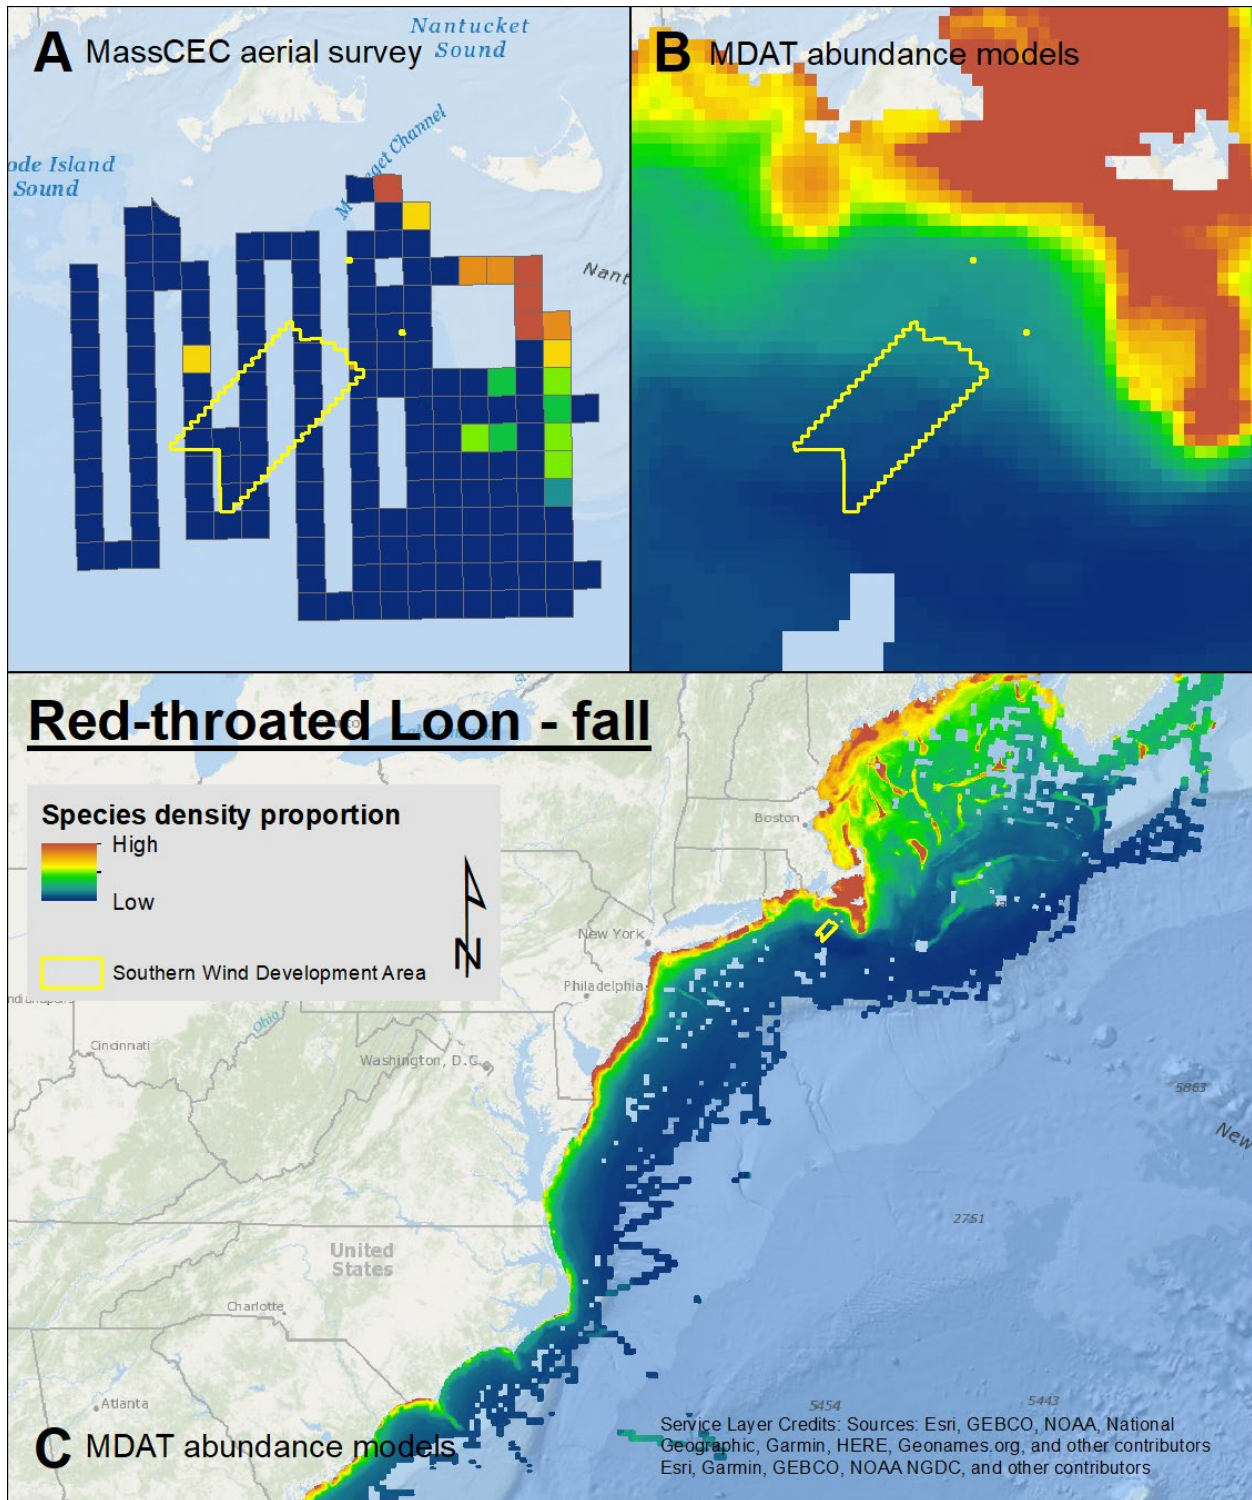 A MassCEC aerial survey
Nantucket
Sound
ode Island
Sound
get Channel
Nant
B MDAT abundance models
Red-throated Loon - fall
Species density proportion
High
Low
N
Southern Wind Development Area
Boston
New York
Philadelphia
Ohio
Cincinnati
Washington, D.C.
5863
New
2751
United
States
Charlotte
Atlanta
5454
5443
C MDAT abundance models
Service Layer Credits: Sources: Esri, GEBCO, NOAA, National
Geographic, Garmin, HERE, Geonames.org, and other contributors
Esri, Garmin, GEBCO, NOAA NGDC, and other contributors